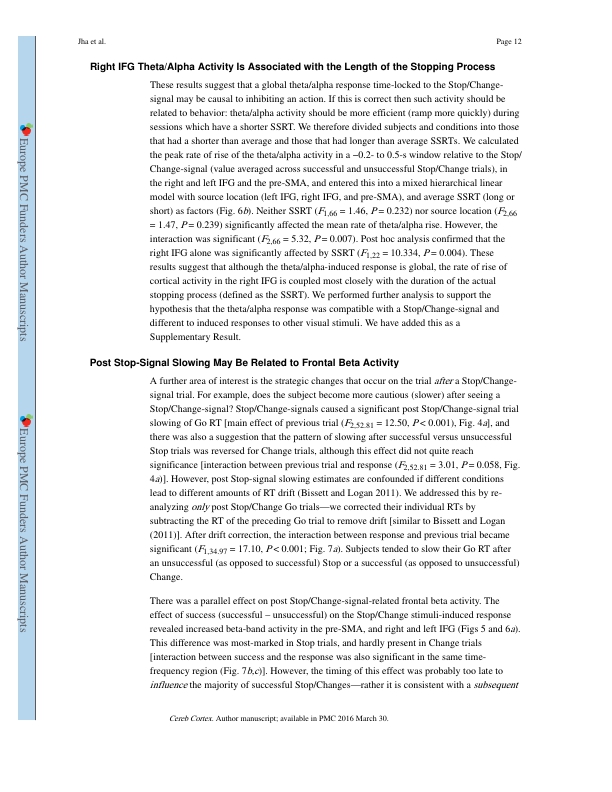 Jha et al.
Page 12
Right IFG Theta/Alpha Activity Is Associated with the Length of the Stopping Process
These results suggest that a global theta/alpha response time-locked to the Stop/Change-
signal may be causal to inhibiting an action. If this is correct then such activity should be
related to behavior: theta/alpha activity should be more efficient (ramp more quickly) during
sessions which have a shorter SSRT. We therefore divided subjects and conditions into those
that had a shorter than average and those that had longer than average SSRTs. We calculated
the peak rate of rise of the theta/alpha activity in a −0.2- to 0.5-s window relative to the Stop/
Change-signal (value averaged across successful and unsuccessful Stop/Change trials), in
the right and left IFG and the pre-SMA, and entered this into a mixed hierarchical linear
model with source location (left IFG, right IFG, and pre-SMA), and average SSRT (long or
short) as factors (Fig. 6b). Neither SSRT (F1,66 = 1.46, P = 0.232) nor source location (F2,66
= 1.47, P = 0.239) significantly affected the mean rate of theta/alpha rise. However, the
interaction was significant (F2,66 = 5.32, P = 0.007). Post hoc analysis confirmed that the
right IFG alone was significantly affected by SSRT (F1,22 = 10.334, P = 0.004). These
results suggest that although the theta/alpha-induced response is global, the rate of rise of
cortical activity in the right IFG is coupled most closely with the duration of the actual
stopping process (defined as the SSRT). We performed further analysis to support the
hypothesis that the theta/alpha response was compatible with a Stop/Change-signal and
different to induced responses to other visual stimuli. We have added this as a
Supplementary Result.
Post Stop-Signal Slowing May Be Related to Frontal Beta Activity
A further area of interest is the strategic changes that occur on the trial after a Stop/Change-
signal trial. For example, does the subject become more cautious (slower) after seeing a
Stop/Change-signal? Stop/Change-signals caused a significant post Stop/Change-signal trial
slowing of Go RT [main effect of previous trial (F2,52.81 = 12.50, P < 0.001), Fig. 4a], and
there was also a suggestion that the pattern of slowing after successful versus unsuccessful
Stop trials was reversed for Change trials, although this effect did not quite reach
significance [interaction between previous trial and response (F2,52.81 = 3.01, P = 0.058, Fig.
4a)]. However, post Stop-signal slowing estimates are confounded if different conditions
lead to different amounts of RT drift (Bissett and Logan 2011). We addressed this by re-
analyzing only post Stop/Change Go trials—we corrected their individual RTs by
subtracting the RT of the preceding Go trial to remove drift [similar to Bissett and Logan
(2011)]. After drift correction, the interaction between response and previous trial became
significant (F1,34.97 = 17.10, P < 0.001; Fig. 7a). Subjects tended to slow their Go RT after
an unsuccessful (as opposed to successful) Stop or a successful (as opposed to unsuccessful)
Change.
There was a parallel effect on post Stop/Change-signal-related frontal beta activity. The
effect of success (successful – unsuccessful) on the Stop/Change stimuli-induced response
revealed increased beta-band activity in the pre-SMA, and right and left IFG (Figs 5 and 6a).
This difference was most-marked in Stop trials, and hardly present in Change trials
[interaction between success and the response was also significant in the same time-
frequency region (Fig. 7b,c)]. However, the timing of this effect was probably too late to
influence the majority of successful Stop/Changes—rather it is consistent with a subsequent
Cereb Cortex. Author manuscript; available in PMC 2016 March 30.
Europe PMC Funders Author Manuscripts
Europe PMC Funders Author Manuscripts